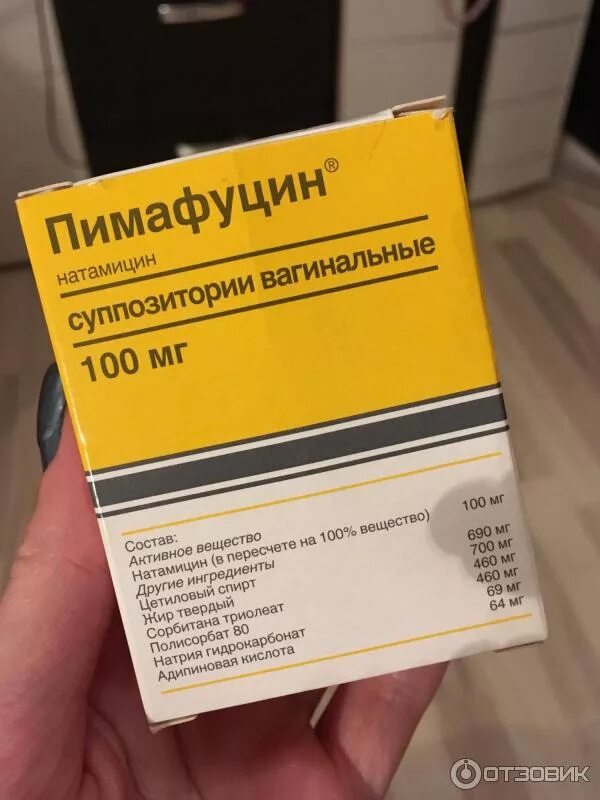 Пимафуцин®
натамицин
суппозитории вагинальные
100 мг
Состав:
Активное вещество
Натамицин (в пересчете на 100% вещество) 100 мг
Другие ингредиенты
Цетиловый спирт 690 мг
Жир твердый 700 мг
Сорбитана триолеат 460 мг
Полисорбат 80 460 мг
Натрия гидрокарбонат 69 мг
Адипиновая кислота 64 мг
ОТЗОВИК